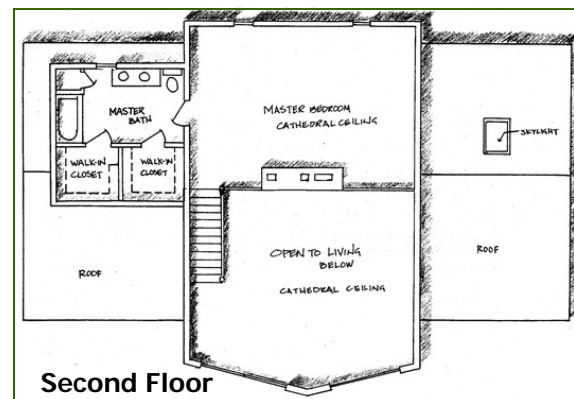 MASTER
BATH
MASTER BEDROOM
CATHEDRAL CEILING
SKYLIGHT
WALK-IN
CLOSET
WALK-IN
CLOSET
OPEN TO LIVING
BELOW
CATHEDRAL CEILING
ROOF
ROOF
Second Floor